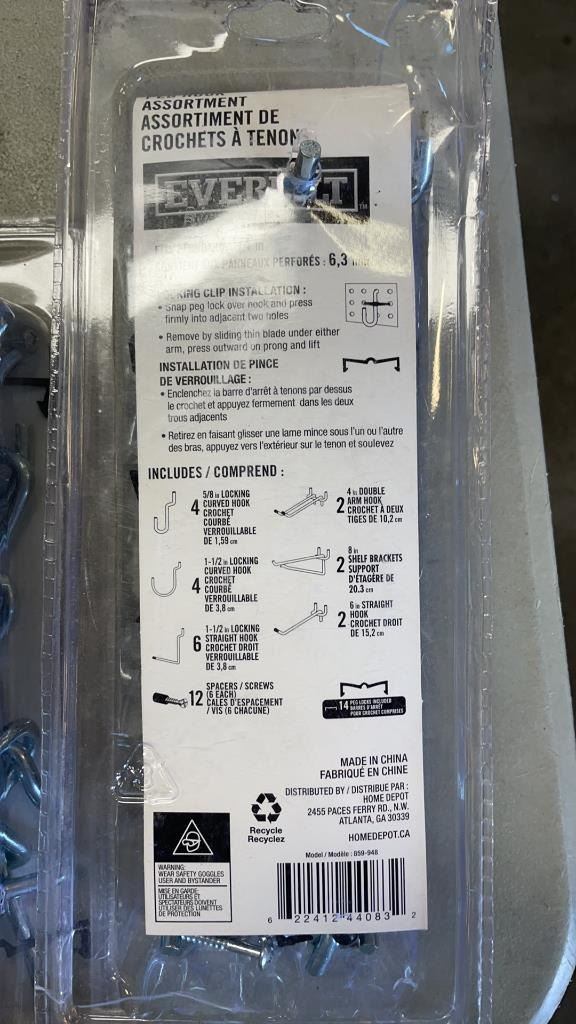 ASSORTMENT
ASSORTIMENT DE
CROCHETS À TENON
PANNEAUX PERFORÉS : 6,3
CLIP INSTALLATION :
• Snap peg lock over hook and press
firmly into adjacent two holes
• Remove by sliding thin blade under either
arm, press outward on prong and lift
INSTALLATION DE PINCE
DE VERROUILLAGE :
• Enclenchez la barre d'arrêt à tenons par dessus
le crochet et appuyez fermement dans les deux
trous adjacents
• Retirez en faisant glisser une lame mince sous l'un ou l'autre
des bras, appuyez vers l'extérieur sur le tenon et soulevez
INCLUDES / COMPREND :
4
5/8 in LOCKING
CURVED HOOK
CROCHET
COURBÉ
VERROUILLABLE
DE 1,59 cm
4
1-1/2 in LOCKING
CURVED HOOK
CROCHET
COURBÉ
VERROUILLABLE
DE 3,8 cm
6
1-1/2 in LOCKING
STRAIGHT HOOK
CROCHET DROIT
VERROUILLABLE
DE 3,8 cm
12
SPACERS / SCREWS
(6 EACH)
CALES D'ESPACEMENT
/ VIS (6 CHACUNE)
2
4 in DOUBLE
ARM HOOK
CROCHET À DEUX
TIGES DE 10,2 cm
2
8 in
SHELF BRACKETS
SUPPORT
D'ÉTAGÈRE DE
20.3 cm
2
6 in STRAIGHT
HOOK
CROCHET DROIT
DE 15,2 cm
14 PEG LOCKS INCLUDED
BARRES D'ARRÊT
POUR CROCHET COMPRISES
MADE IN CHINA
FABRIQUÉ EN CHINE
DISTRIBUTED BY / DISTRIBUE PAR :
HOME DEPOT
2455 PACES FERRY RD., N.W.
ATLANTA, GA 30339
HOMEDEPOT.CA
Recycle
Recyclez
Model / Modèle : 859-948
WARNING:
WEAR SAFETY GOGGLES
USER AND BYSTANDER
MISE EN GARDE:
UTILISATEURS ET
SPECTATEURS DOIVENT
UTILISER DES LUNETTES
DE PROTECTION
6 22412 44083 2